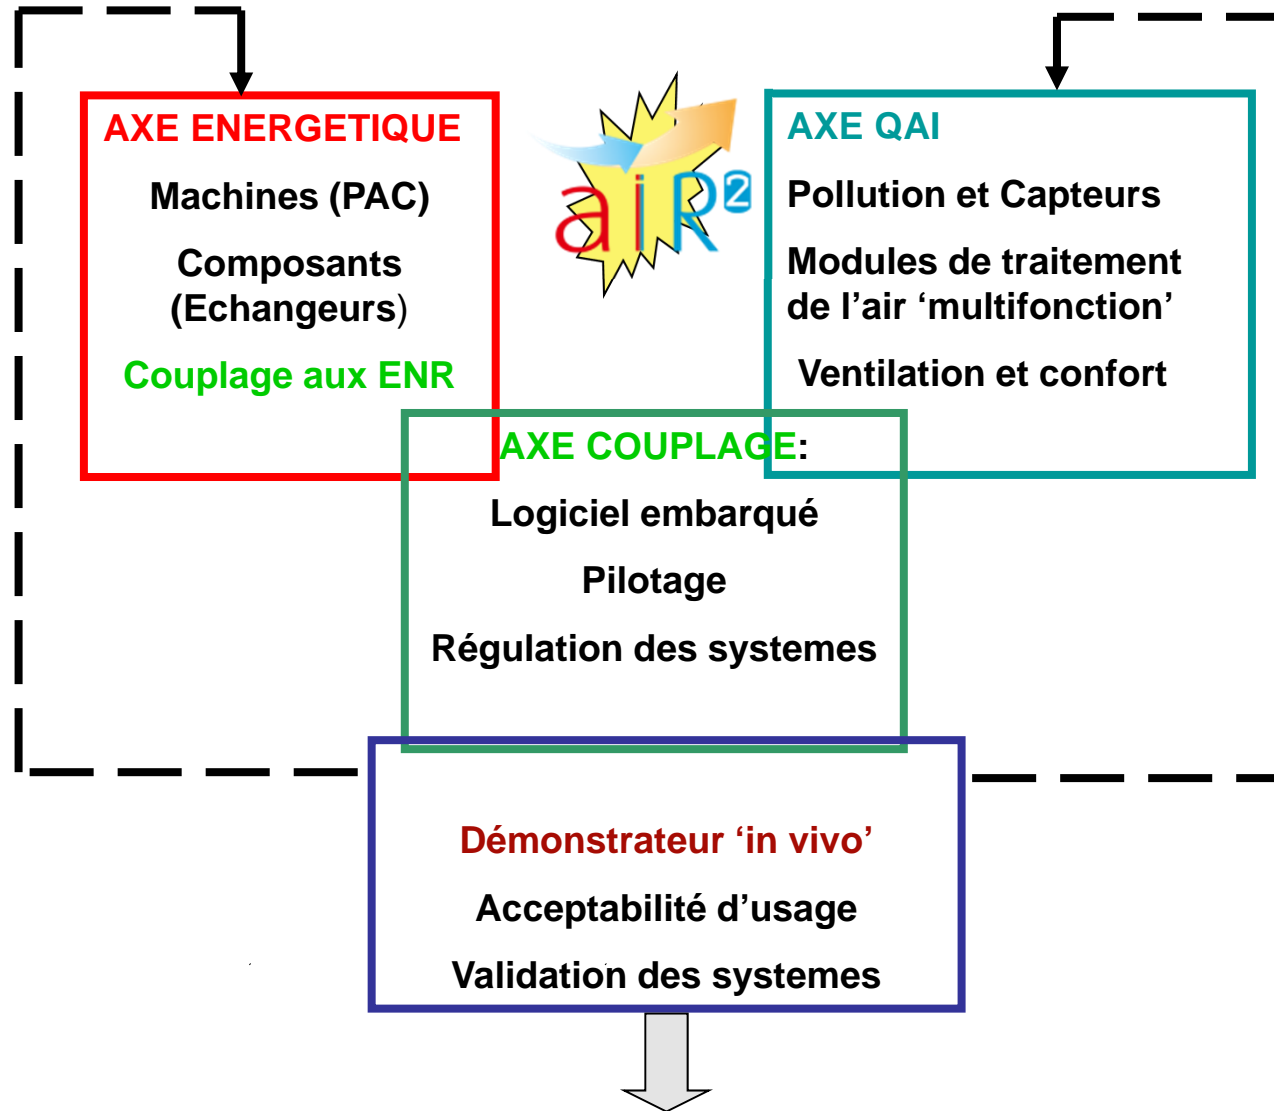 AXE ENERGETIQUE
Machines (PAC)
Composants
(Echangeurs)
Couplage aux ENR
aiR²
AXE QAI
Pollution et Capteurs
Modules de traitement
de l’air ‘multifonction’
Ventilation et confort
AXE COUPLAGE:
Logiciel embarqué
Pilotage
Régulation des systemes
Démonstrateur ‘in vivo’
Acceptabilité d’usage
Validation des systemes